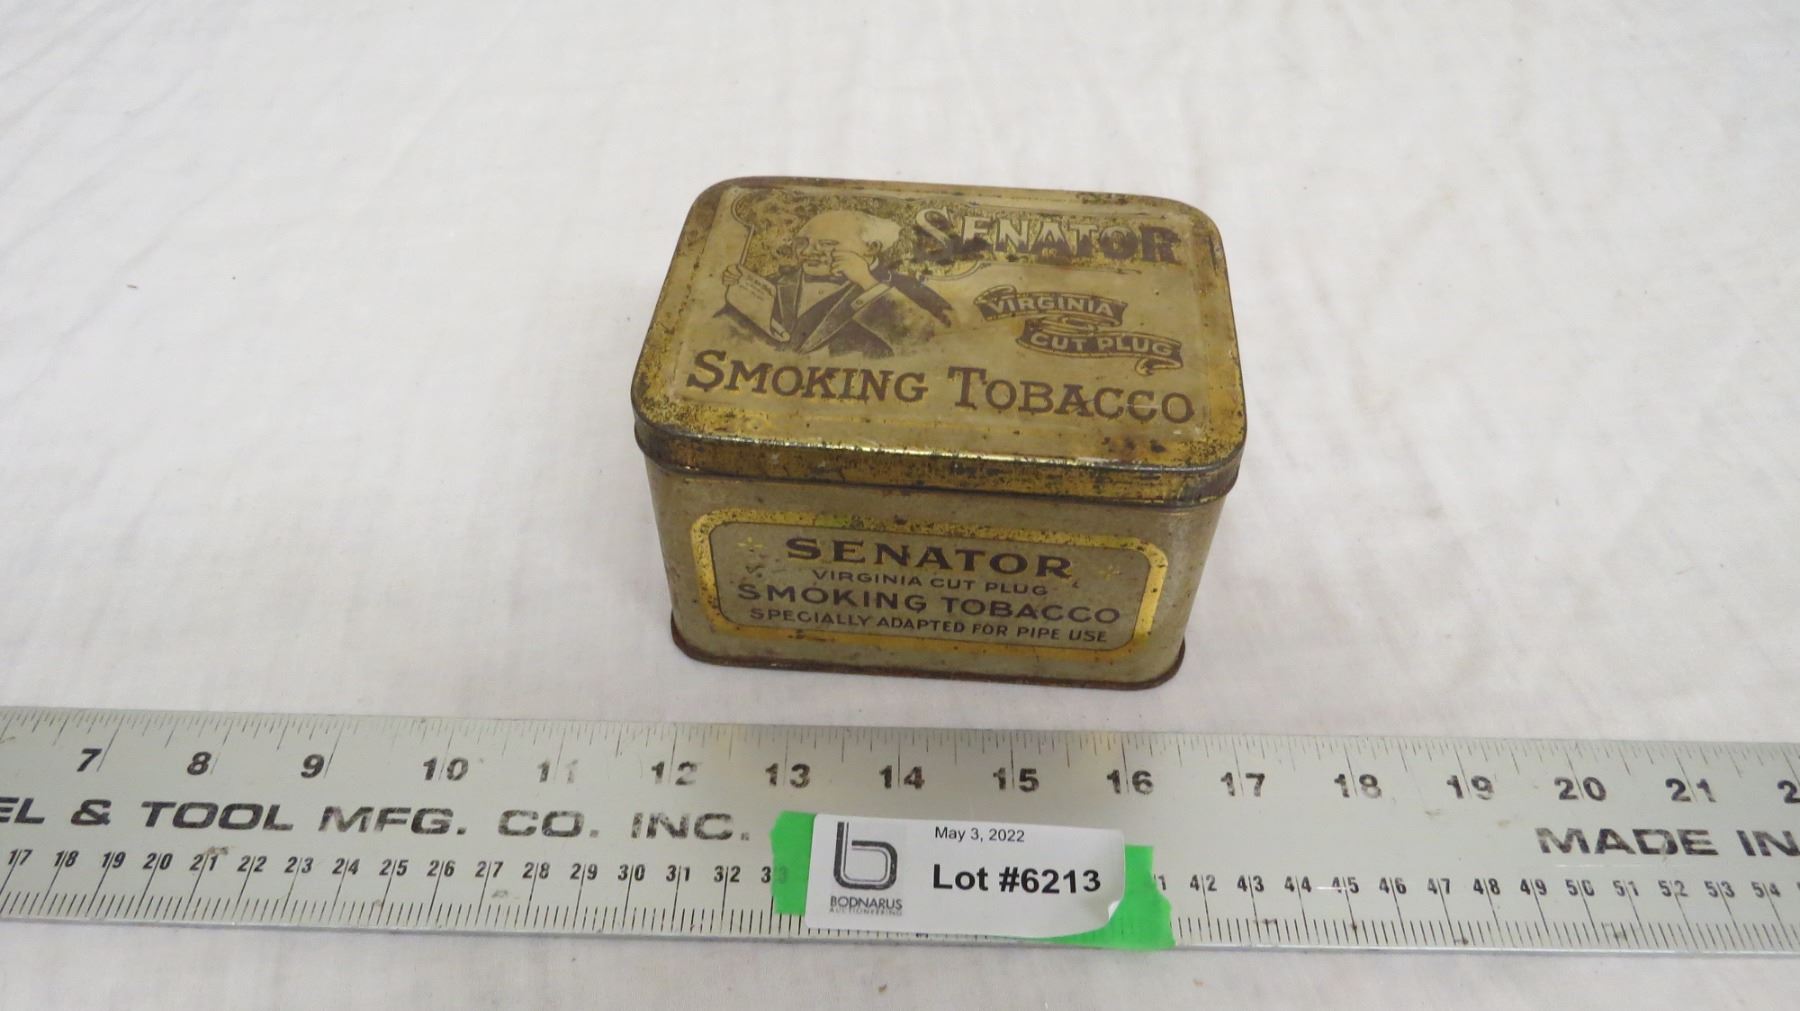 SENATOR
VIRGINIA
CUT PLUG
SMOKING TOBACCO
SENATOR
VIRGINIA CUT PLUG
SMOKING TOBACCO
SPECIALLY ADAPTED FOR PIPE USE
7 8 9 10 11 12 13 14 15 16 17 18 19 20 21 2
EL & TOOL MFG. CO. INC.
MADE IN
17 18 19 20 21 22 23 24 25 26 27 28 29 30 31 32 33
42 43 44 45 46 47 48 49 50 51 52 53 54
May 3, 2022
Lot #6213
BODNARUS
AUCTIONEERING